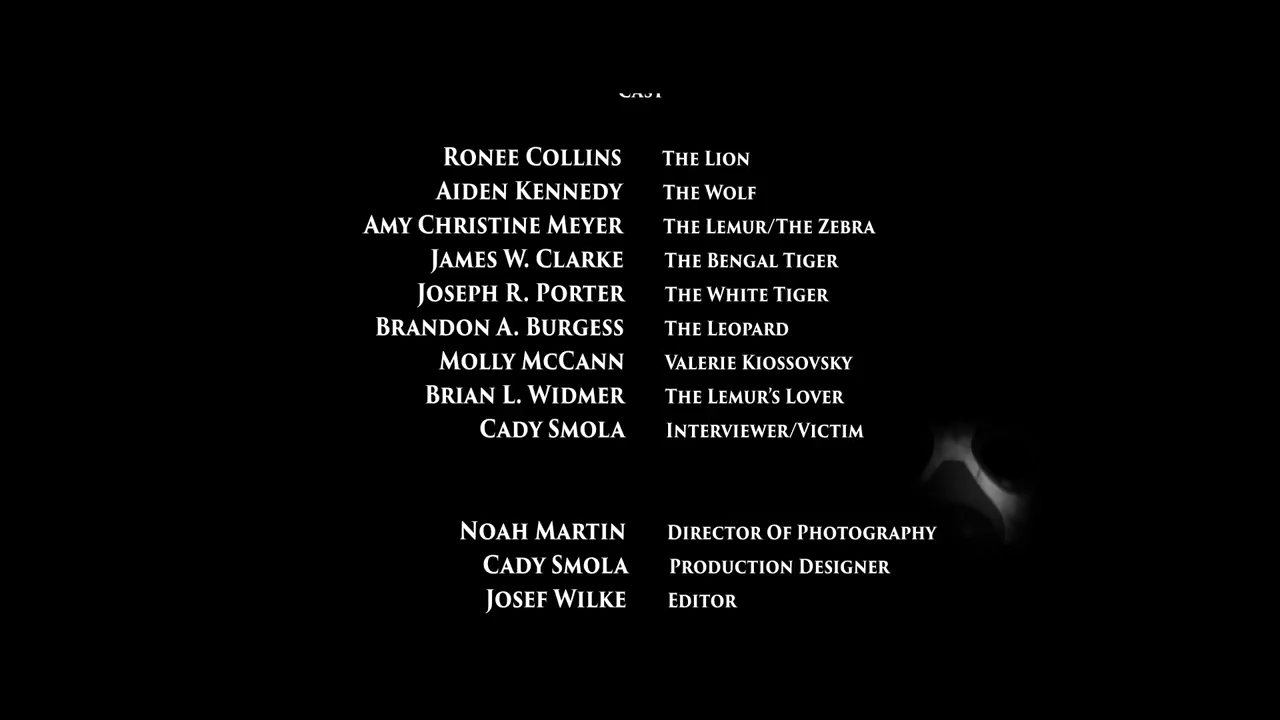 CAST
RONEE COLLINS THE LION
AIDEN KENNEDY THE WOLF
AMY CHRISTINE MEYER THE LEMUR/THE ZEBRA
JAMES W. CLARKE THE BENGAL TIGER
JOSEPH R. PORTER THE WHITE TIGER
BRANDON A. BURGESS THE LEOPARD
MOLLY MCCANN VALERIE KIOSSOVSKY
BRIAN L. WIDMER THE LEMUR'S LOVER
CADY SMOLA INTERVIEWER/VICTIM
NOAH MARTIN DIRECTOR OF PHOTOGRAPHY
CADY SMOLA PRODUCTION DESIGNER
JOSEF WILKE EDITOR